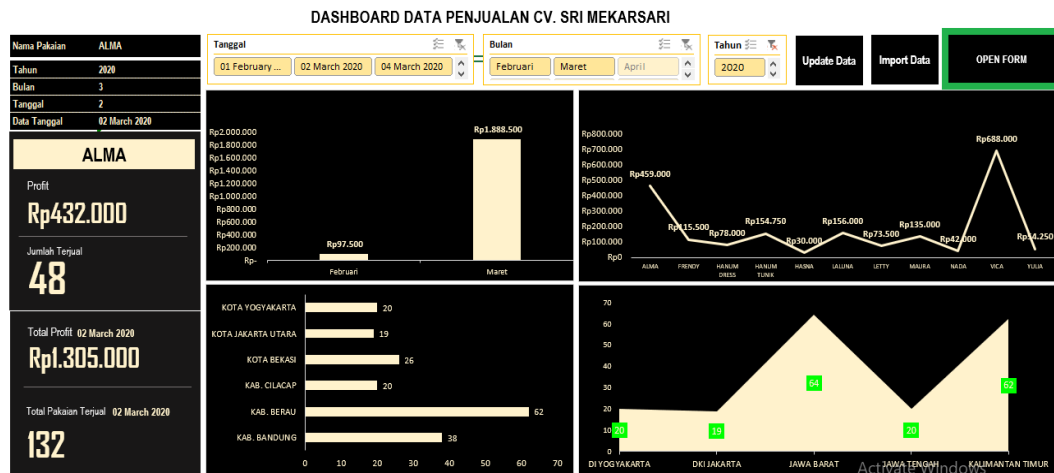 DASHBOARD DATA PENJUALAN CV. SRI MEKARSARI
Nama Pakaian ALMA
Tahun 2020
Bulan 3
Tanggal 2
Data Tanggal 02 March 2020
Tanggal
01 February ... 02 March 2020 04 March 2020
Bulan
Februari Maret April
Tahun
2020
Update Data
Import Data
OPEN FORM
ALMA
Profit
Rp432.000
Jumlah Terjual
48
Total Profit 02 March 2020
Rp1.305.000
Total Pakaian Terjual 02 March 2020
132
Rp2.000.000
Rp1.800.000
Rp1.600.000
Rp1.400.000
Rp1.200.000
Rp1.000.000
Rp800.000
Rp600.000
Rp400.000
Rp200.000
Rp-
Rp97.500
Rp1.888.500
Februari Maret
Rp800.000
Rp700.000
Rp600.000
Rp500.000
Rp400.000
Rp300.000
Rp200.000
Rp100.000
Rp0
Rp459.000
Rp115.500
Rp78.000
Rp154.750
Rp30.000
Rp156.000
Rp73.500
Rp135.000
Rp42.000
Rp688.000
Rp54.250
ALMA FRENDY HANUM DRESS HANUM TUNIK HASNA LALUNA LETTY MAURA NADA VICA YULIA
KOTA YOGYAKARTA 20
KOTA JAKARTA UTARA 19
KOTA BEKASI 26
KAB. CILACAP 20
KAB. BERAU 62
KAB. BANDUNG 38
0 10 20 30 40 50 60 70
70
60
50
40
30
20
10
0
20
19
64
20
62
DI YOGYAKARTA DKI JAKARTA JAWA BARAT JAWA TENGAH KALIMANTAN TIMUR
Activate Windows